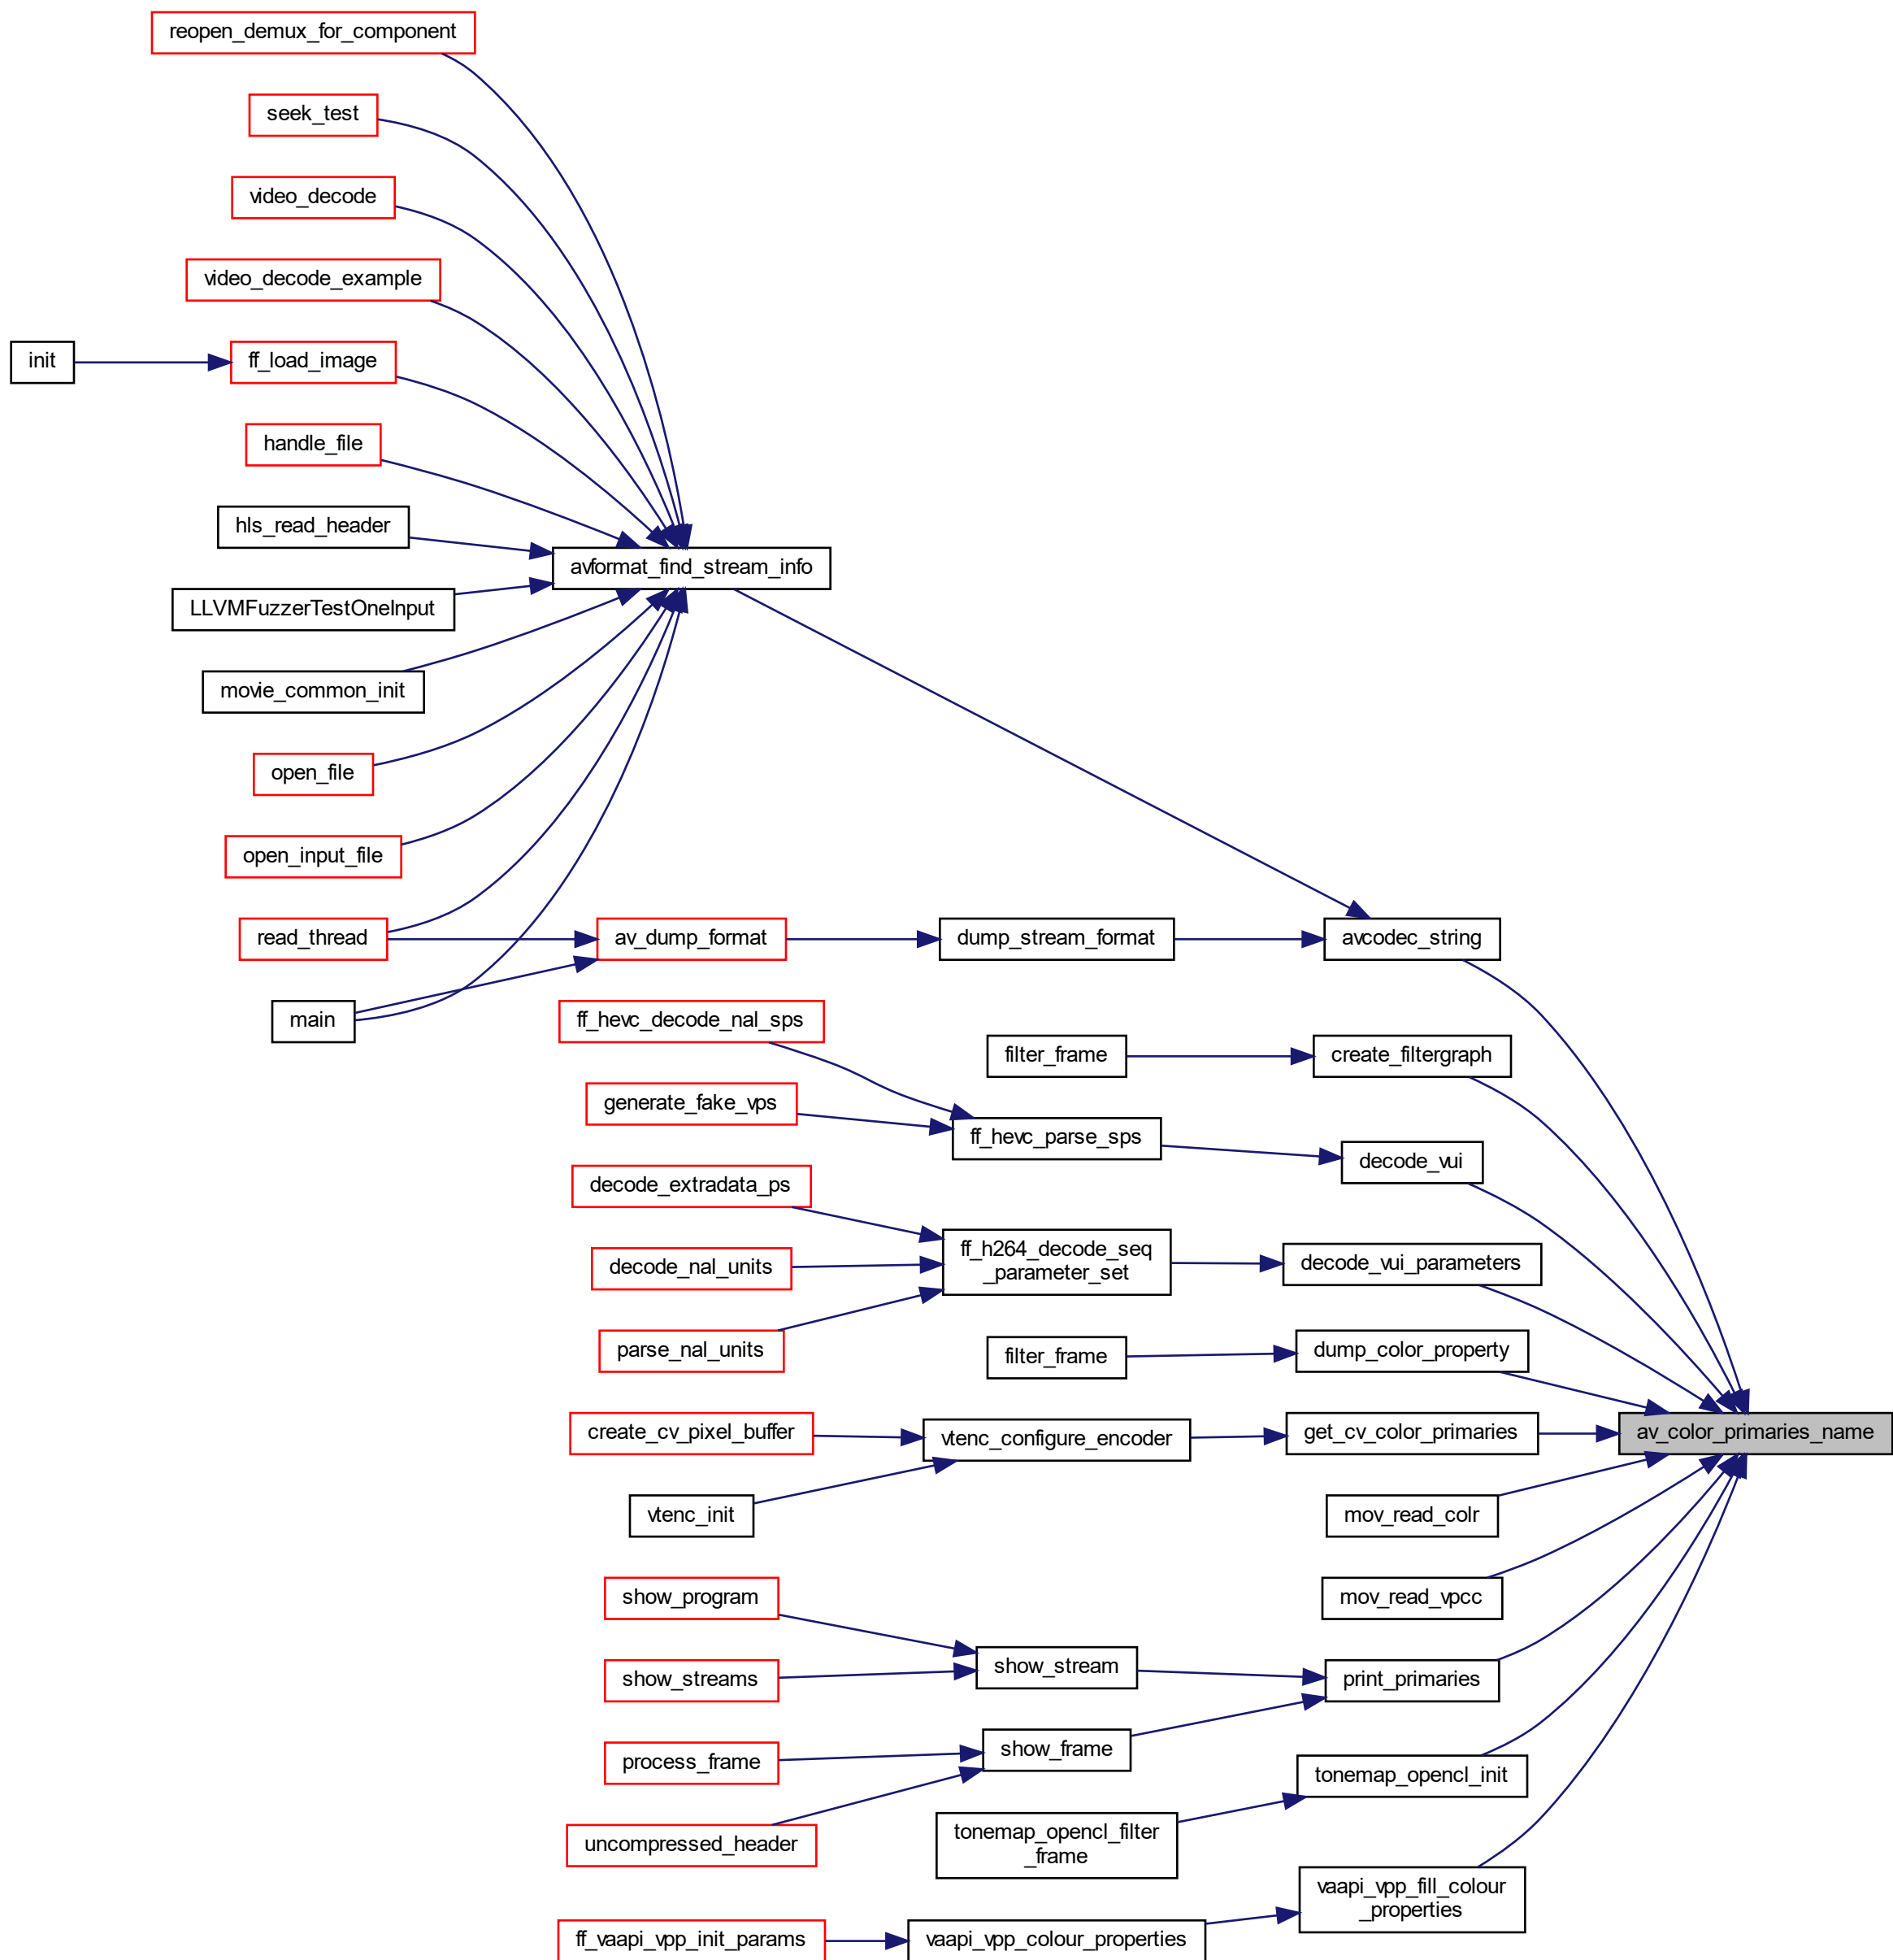 reopen_demux_for_component
seek_test
video_decode
video_decode_example
init
ff_load_image
handle_file
hls_read_header
avformat_find_stream_info
LLVMFuzzerTestOneInput
movie_common_init
open_file
open_input_file
read_thread
av_dump_format
dump_stream_format
avcodec_string
main
ff_hevc_decode_nal_sps
filter_frame
create_filtergraph
generate_fake_vps
ff_hevc_parse_sps
decode_vui
decode_extradata_ps
ff_h264_decode_seq
_parameter_set
decode_vui_parameters
decode_nal_units
parse_nal_units
filter_frame
dump_color_property
create_cv_pixel_buffer
vtenc_configure_encoder
get_cv_color_primaries
av_color_primaries_name
vtenc_init
mov_read_colr
mov_read_vpcc
show_program
show_stream
print_primaries
show_streams
process_frame
show_frame
tonemap_opencl_init
uncompressed_header
tonemap_opencl_filter
_frame
vaapi_vpp_fill_colour
_properties
ff_vaapi_vpp_init_params
vaapi_vpp_colour_properties